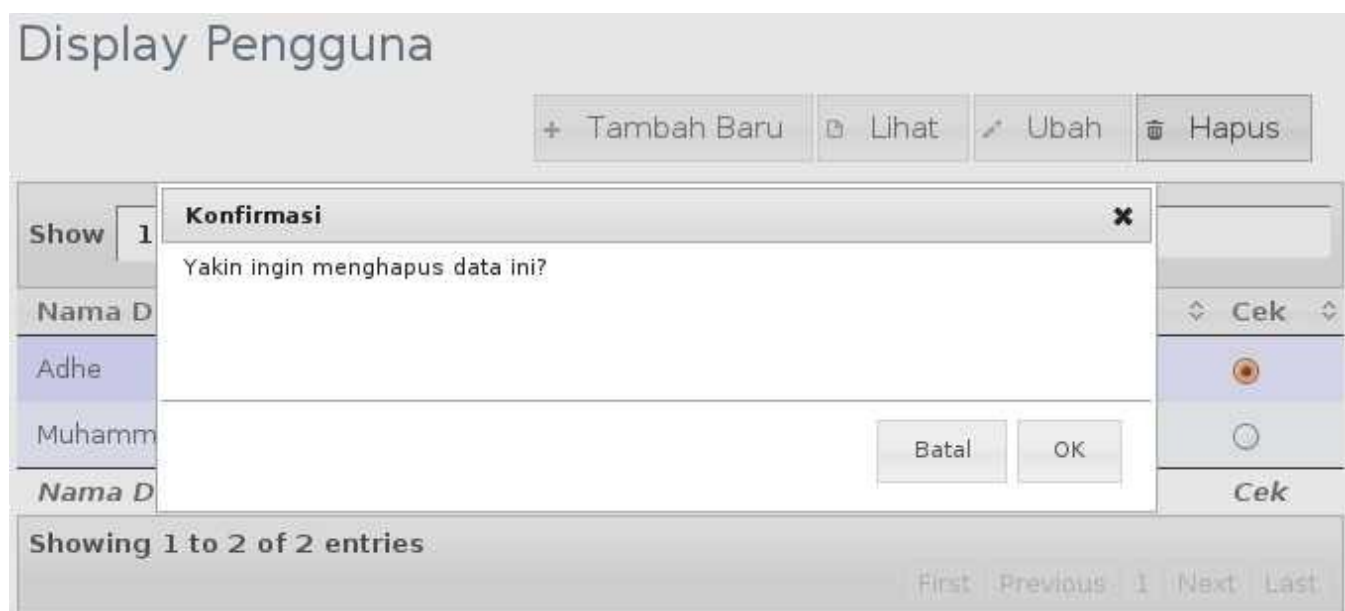 Display Pengguna
Tambah Baru Lihat Ubah Hapus
Show 1
Konfirmasi
Yakin ingin menghapus data ini?
Nama D Cek
Adhe
Muhamm
Batal OK
Nama D Cek
Showing 1 to 2 of 2 entries
First Previous 1 Next Last